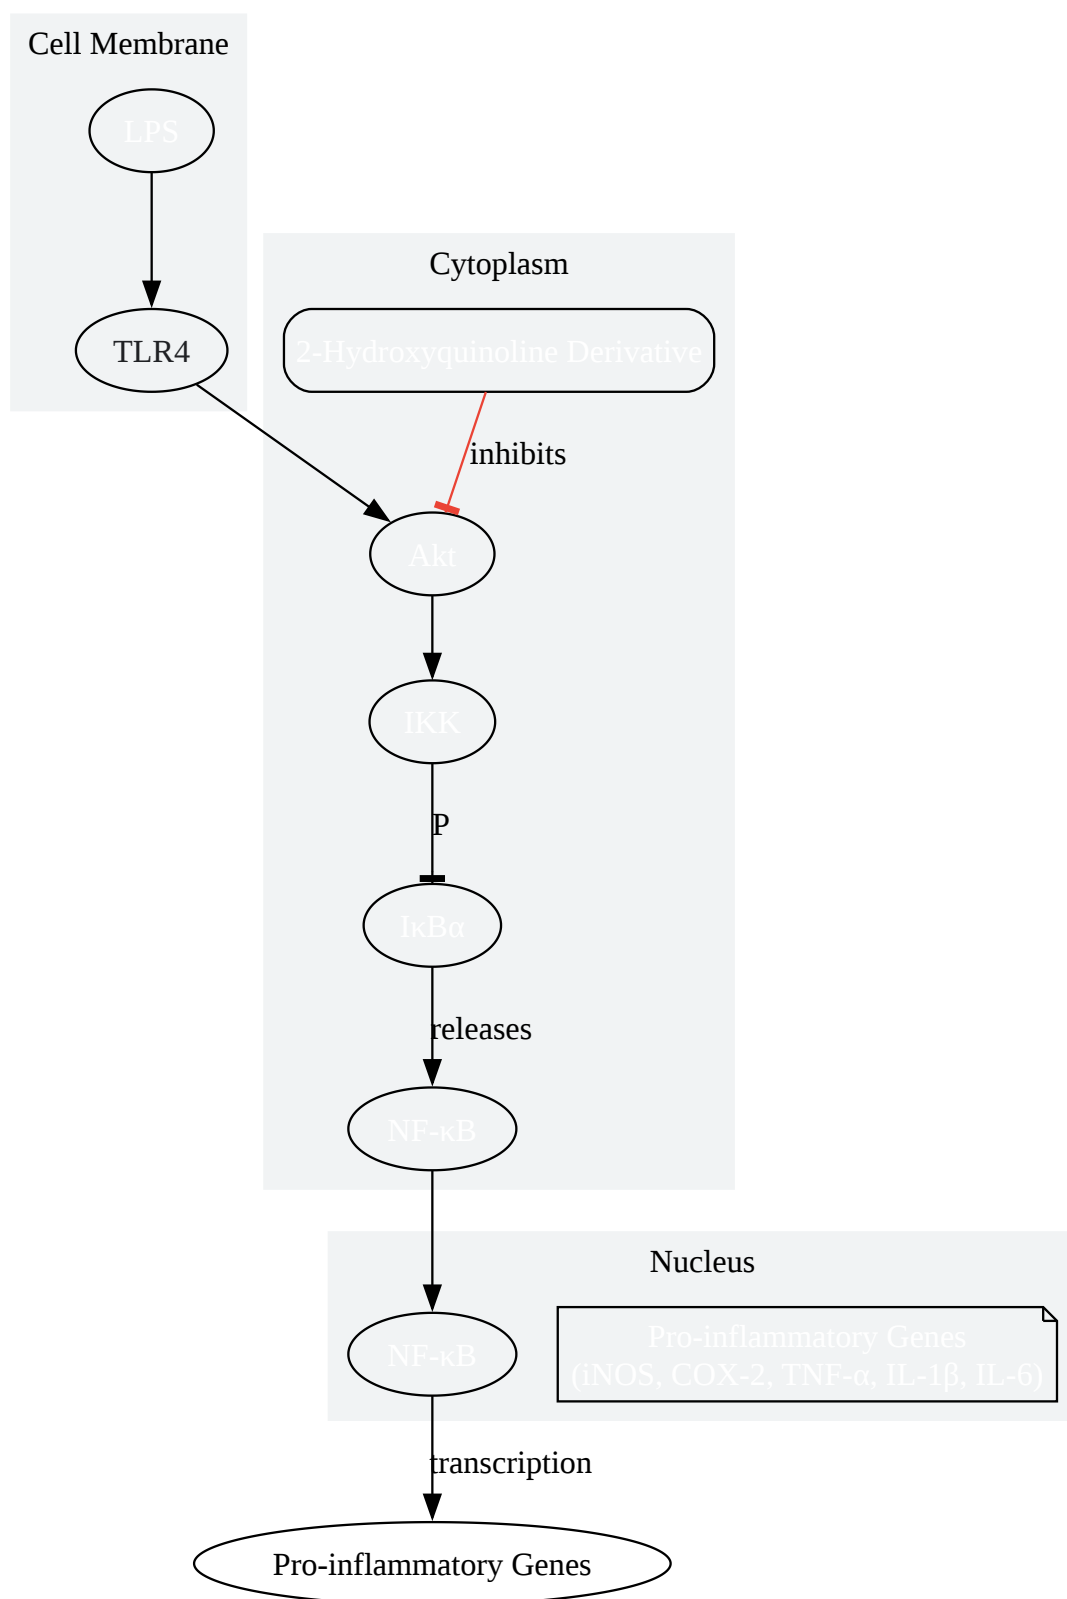 Cell Membrane
LPS
TLR4
Cytoplasm
2-Hydroxyquinoline Derivative
inhibits
Akt
IKK
P
IκBα
releases
NF-κB
Nucleus
NF-κB
Pro-inflammatory Genes
(iNOS, COX-2, TNF-α, IL-1β, IL-6)
transcription
Pro-inflammatory Genes